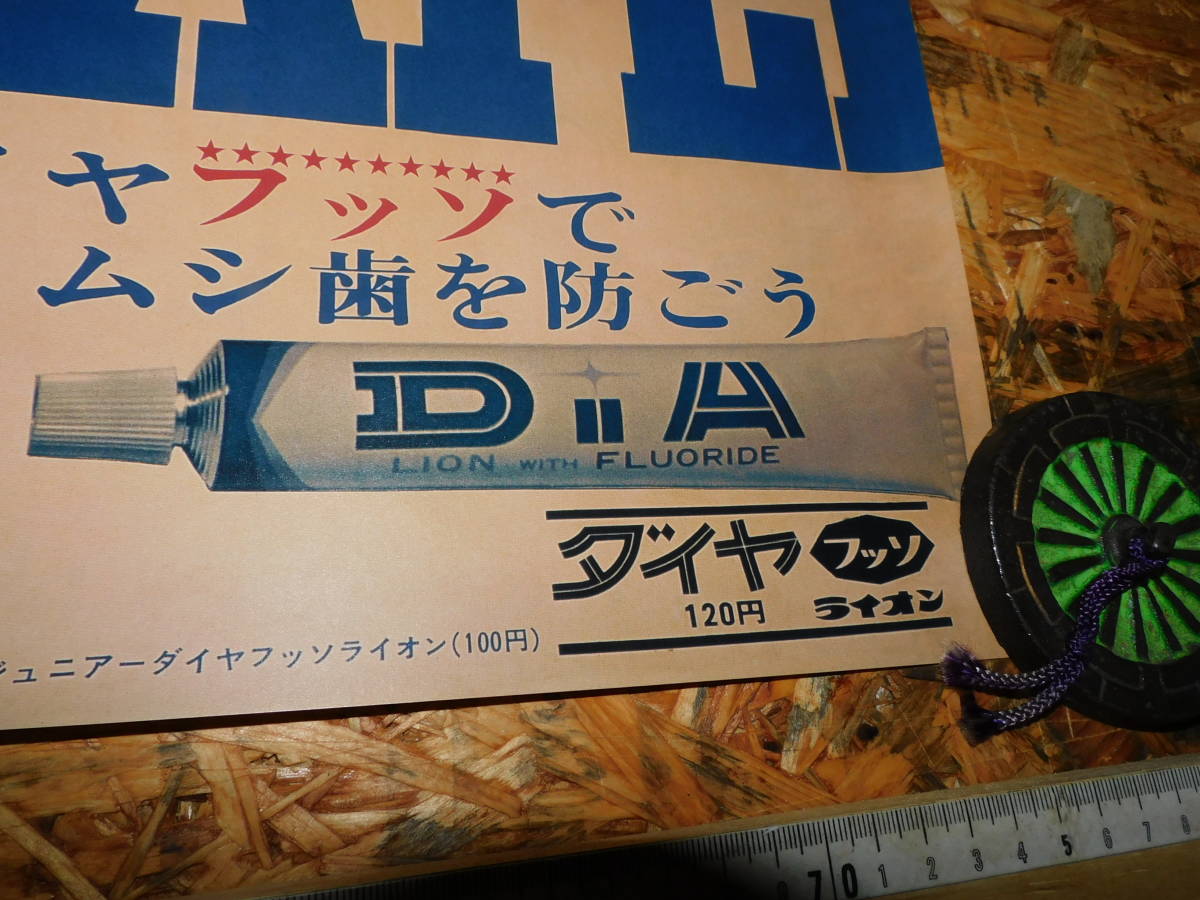 ヤフッソで
ムシ歯を防ごう
DiA
LION WITH FLUORIDE
ダイヤ フッソ
120円 ライオン
ジュニアーダイヤフッソライオン(100円)
70 1 2 3 4 5 6 7 8